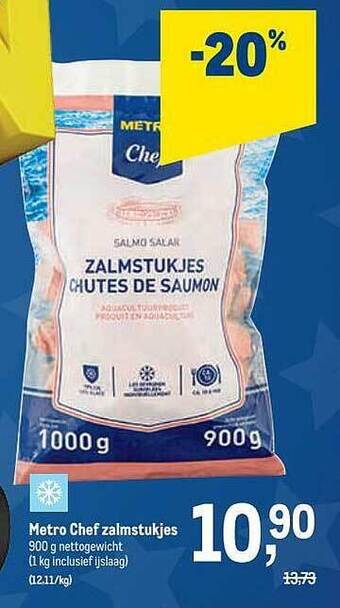 -20%
METR
Che
SALMO SALAR
ZALMSTUKJES
CHUTES DE SAUMON
AQUACULTUURPRODUCT
PRODUIT EN AQUACULTURE
1000g
900g
Metro Chef zalmstukjes
900 g nettogewicht
(1 kg inclusief ijslaag)
(12.11/kg)
10,90
13,73